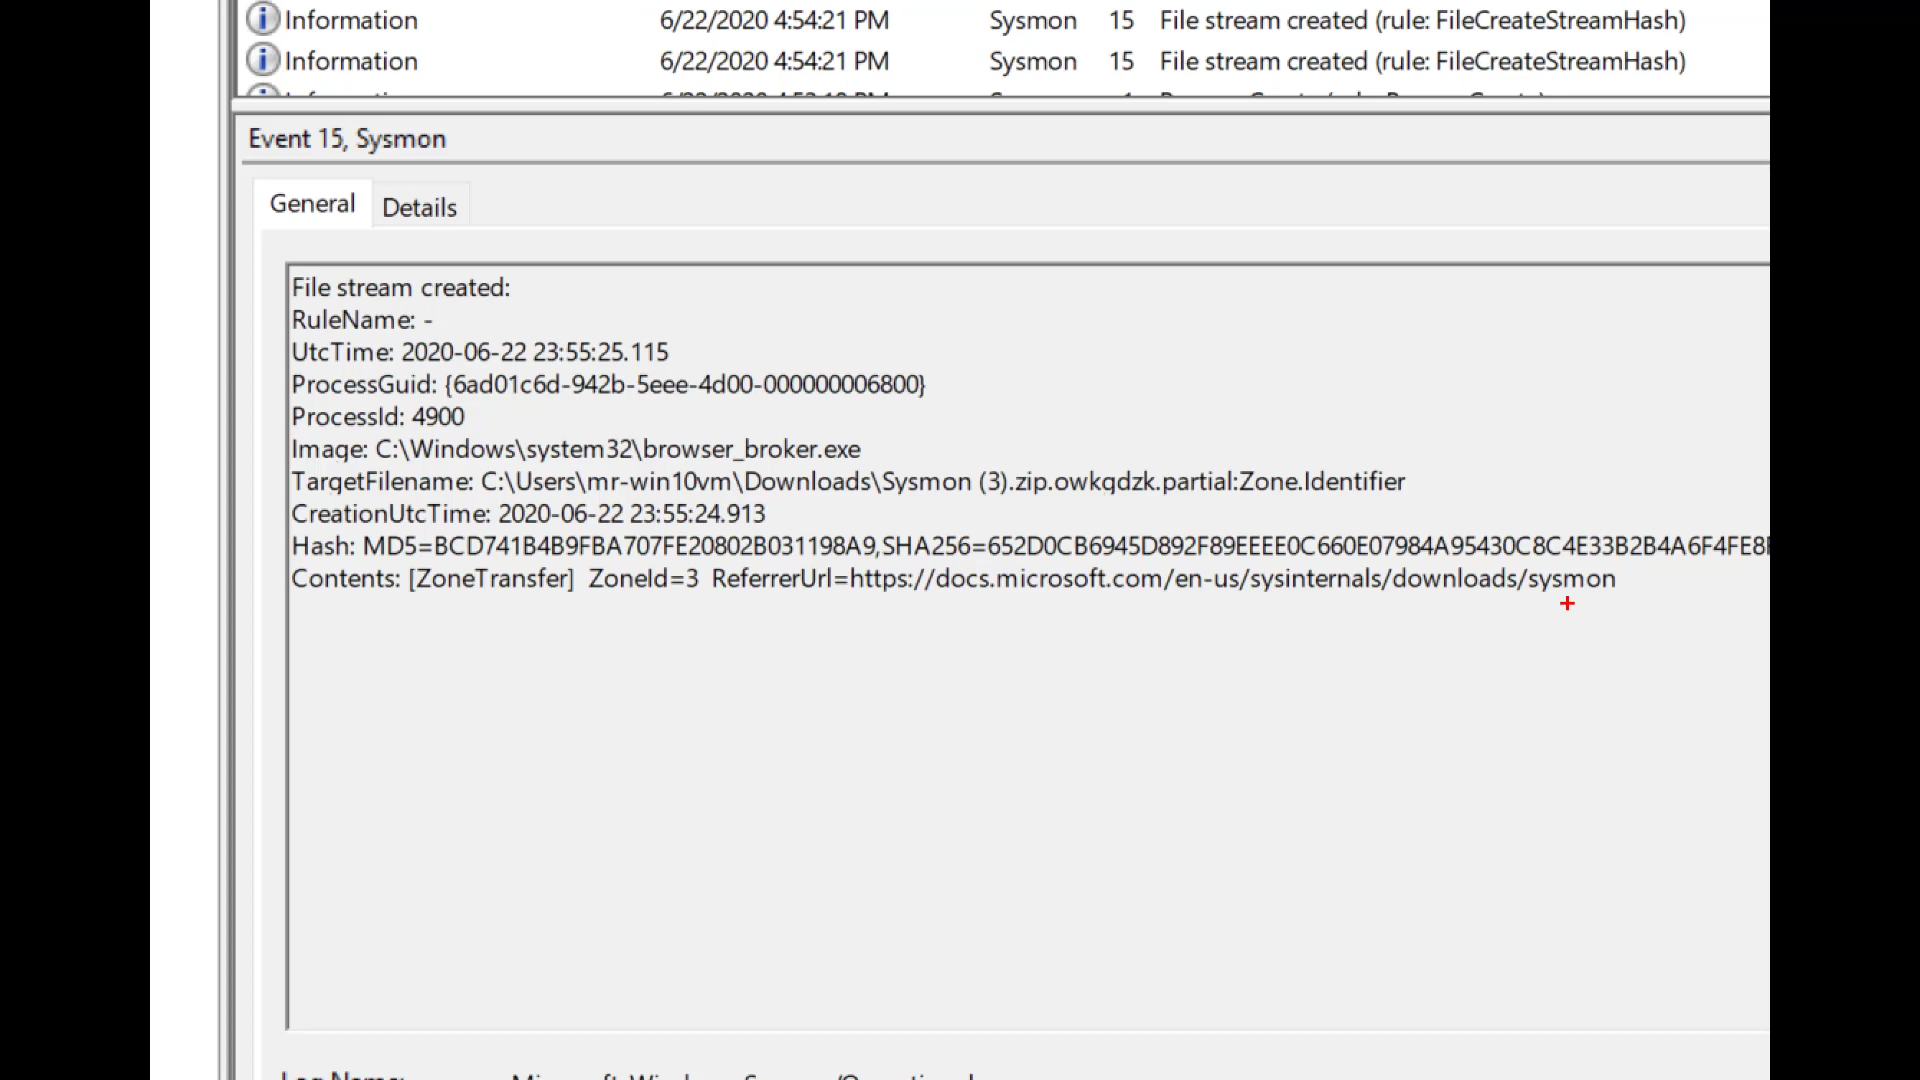 Information 6/22/2020 4:54:21 PM Sysmon 15 File stream created (rule: FileCreateStreamHash)
Information 6/22/2020 4:54:21 PM Sysmon 15 File stream created (rule: FileCreateStreamHash)
Event 15, Sysmon
General Details
File stream created:
RuleName: -
UtcTime: 2020-06-22 23:55:25.115
ProcessGuid: {6ad01c6d-942b-5eee-4d00-000000006800}
ProcessId: 4900
Image: C:\Windows\system32\browser_broker.exe
TargetFilename: C:\Users\mr-win10vm\Downloads\Sysmon (3).zip.owkqdzk.partial:Zone.Identifier
CreationUtcTime: 2020-06-22 23:55:24.913
Hash: MD5=BCD741B4B9FBA707FE20802B031198A9,SHA256=652D0CB6945D892F89EEEE0C660E07984A95430C8C4E33B2B4A6F4FE8
Contents: [ZoneTransfer]  ZoneId=3  ReferrerUrl=https://docs.microsoft.com/en-us/sysinternals/downloads/sysmon